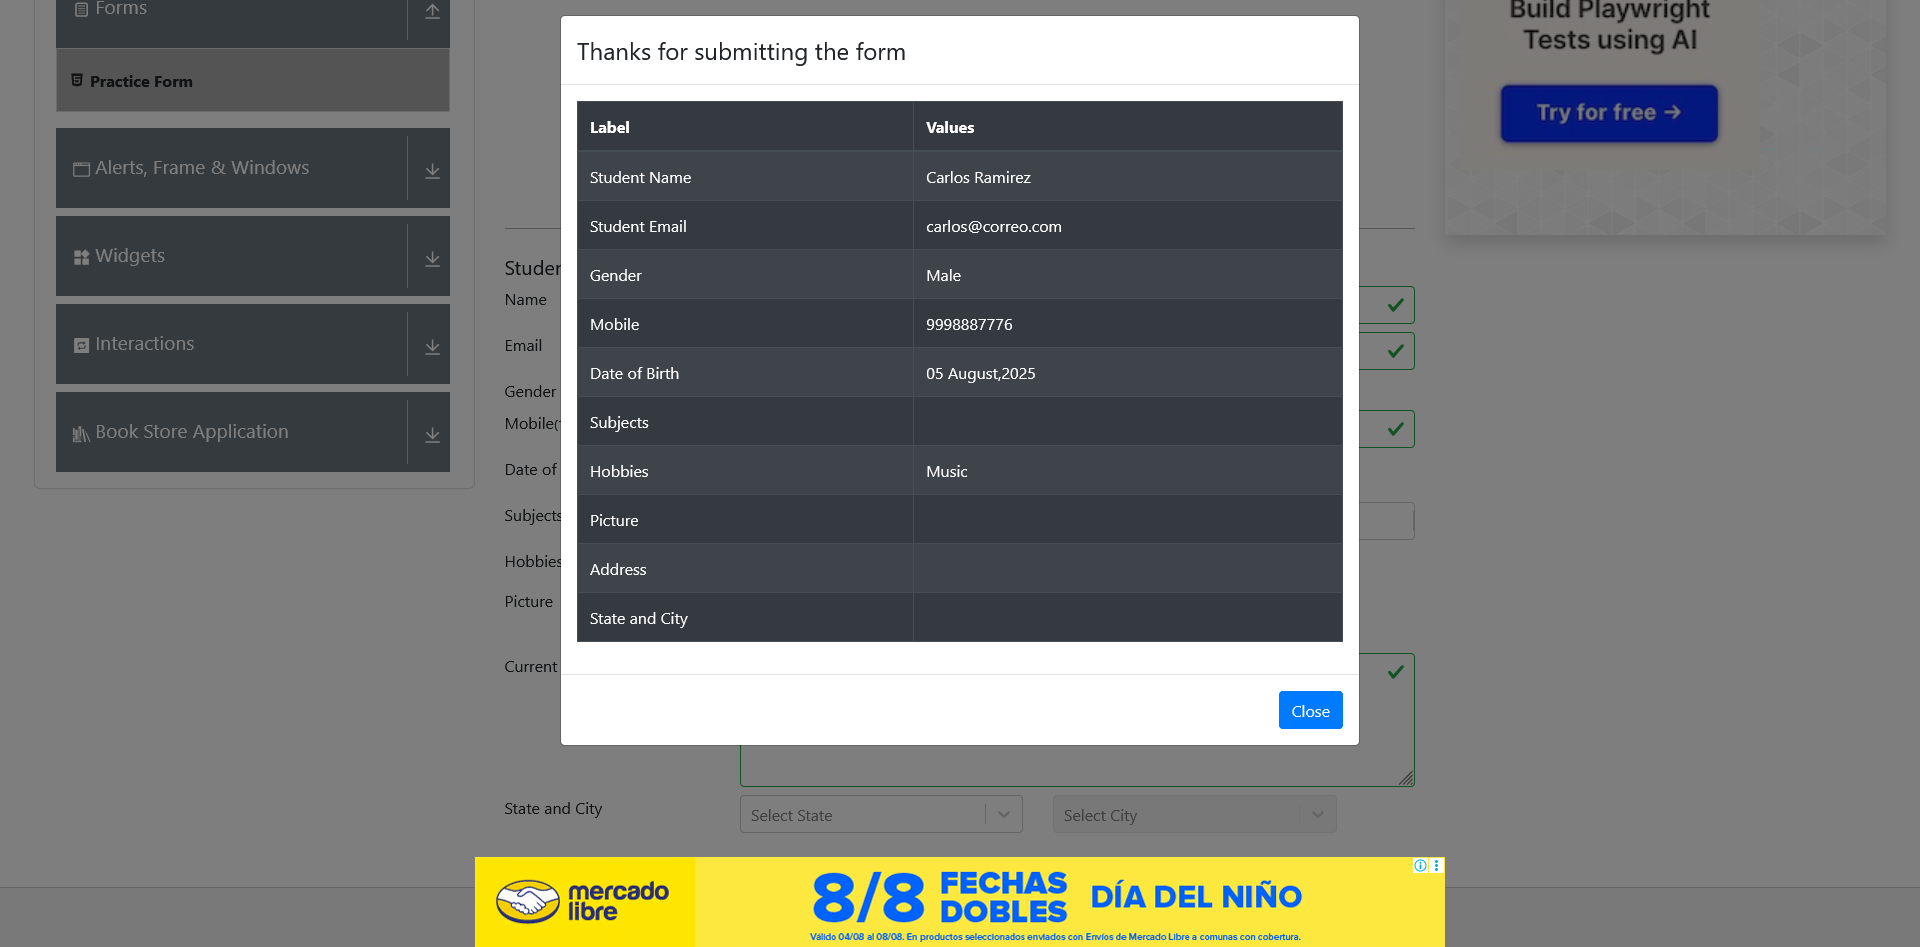 Forms
Practice Form
Alerts, Frame & Windows
Widgets
Interactions
Book Store Application
Thanks for submitting the form
Label Values
Student Name Carlos Ramirez
Student Email carlos@correo.com
Gender Male
Mobile 9998887776
Date of Birth 05 August,2025
Subjects
Hobbies Music
Picture
Address
State and City
Close
Name
Email
Gender
Date of
Subjects
Hobbies
Picture
Current
State and City
Select State
Select City
Build Playwright
Tests using AI
Try for free →
mercado
libre
8/8 FECHAS
DOBLES
DÍA DEL NIÑO
Válido 04/08 al 08/08. En productos seleccionados enviados con Envíos de Mercado Libre a comunas con cobertura.